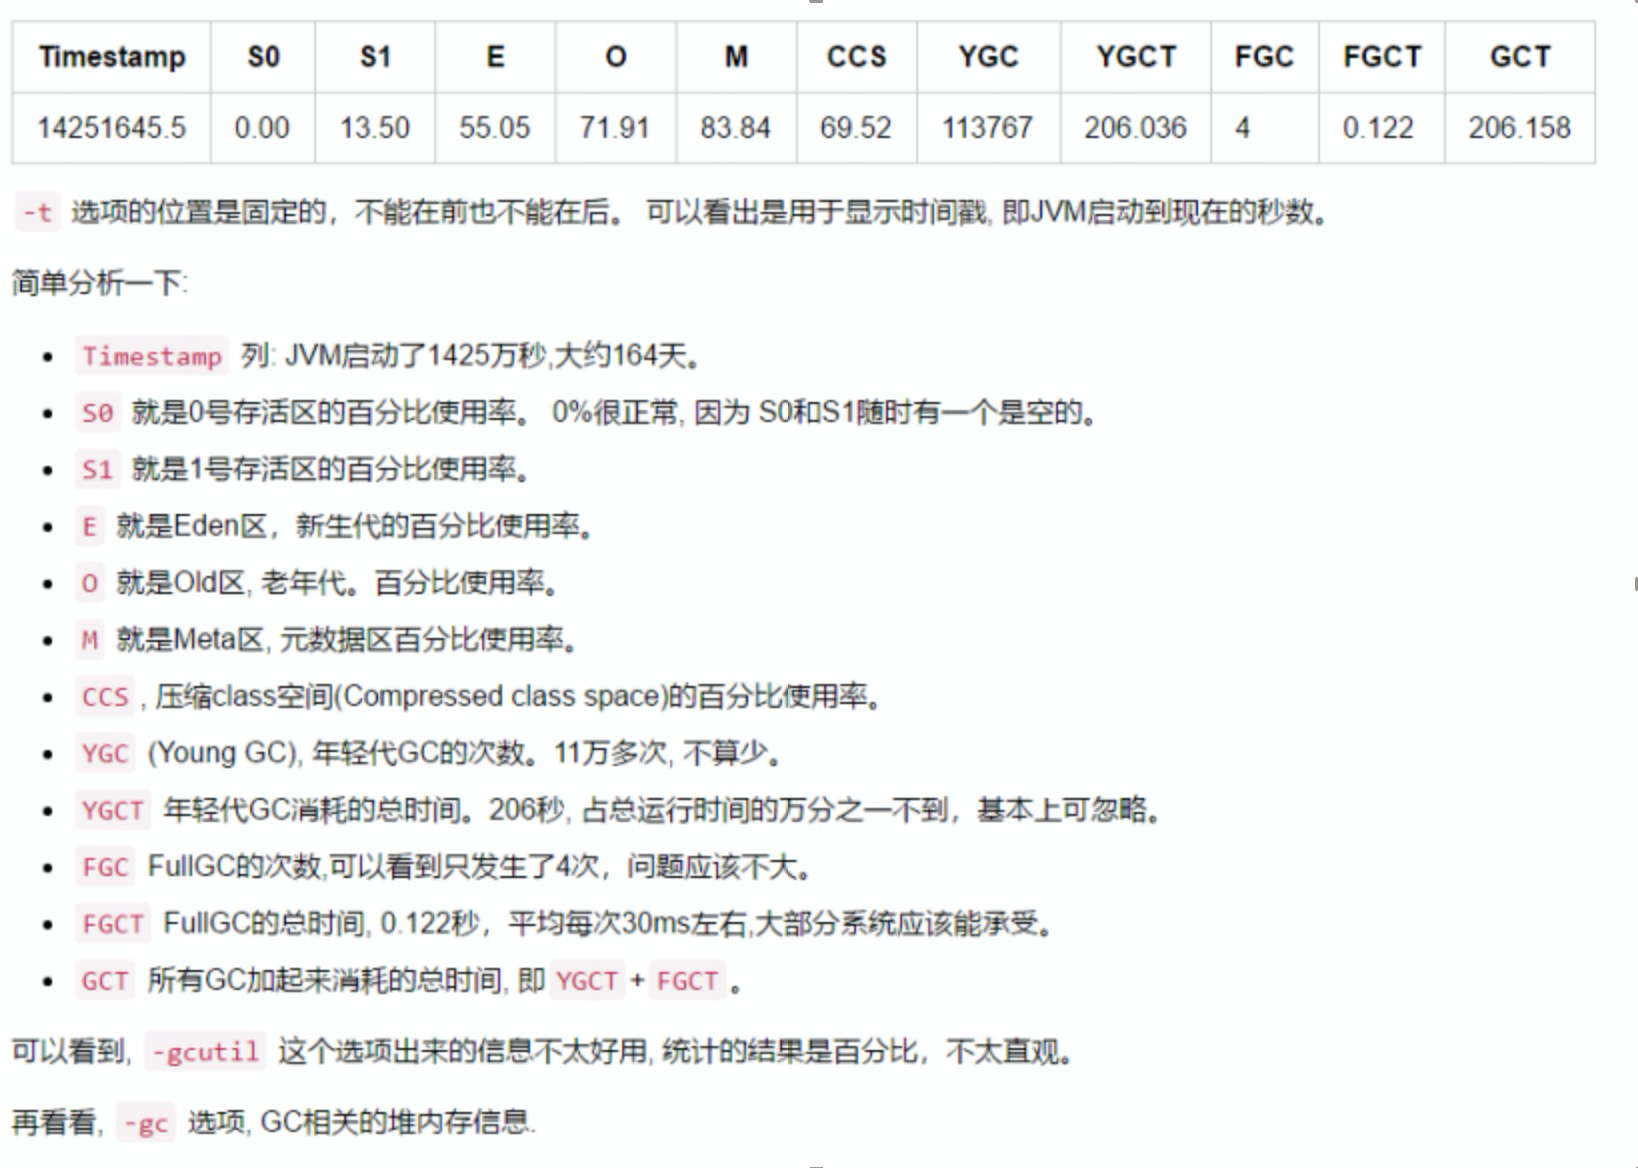 Timestamp S0 S1 E O M CCS YGC YGCT FGC FGCT GCT
14251645.5 0.00 13.50 55.05 71.91 83.84 69.52 113767 206.036 4 0.122 206.158
-t 选项的位置是固定的，不能在前也不能在后。 可以看出是用于显示时间戳, 即JVM启动到现在的秒数。
简单分析一下:
• Timestamp 列: JVM启动了1425万秒,大约164天。
• S0 就是0号存活区的百分比使用率。 0%很正常, 因为 S0和S1随时有一个是空的。
• S1 就是1号存活区的百分比使用率。
• E 就是Eden区，新生代的百分比使用率。
• O 就是Old区, 老年代。百分比使用率。
• M 就是Meta区, 元数据区百分比使用率。
• CCS , 压缩class空间(Compressed class space)的百分比使用率。
• YGC (Young GC), 年轻代GC的次数。11万多次, 不算少。
• YGCT 年轻代GC消耗的总时间。206秒, 占总运行时间的万分之一不到，基本上可忽略。
• FGC FullGC的次数,可以看到只发生了4次，问题应该不大。
• FGCT FullGC的总时间, 0.122秒，平均每次30ms左右,大部分系统应该能承受。
• GCT 所有GC加起来消耗的总时间, 即 YGCT + FGCT 。
可以看到, -gcutil 这个选项出来的信息不太好用, 统计的结果是百分比，不太直观。
再看看, -gc 选项, GC相关的堆内存信息.